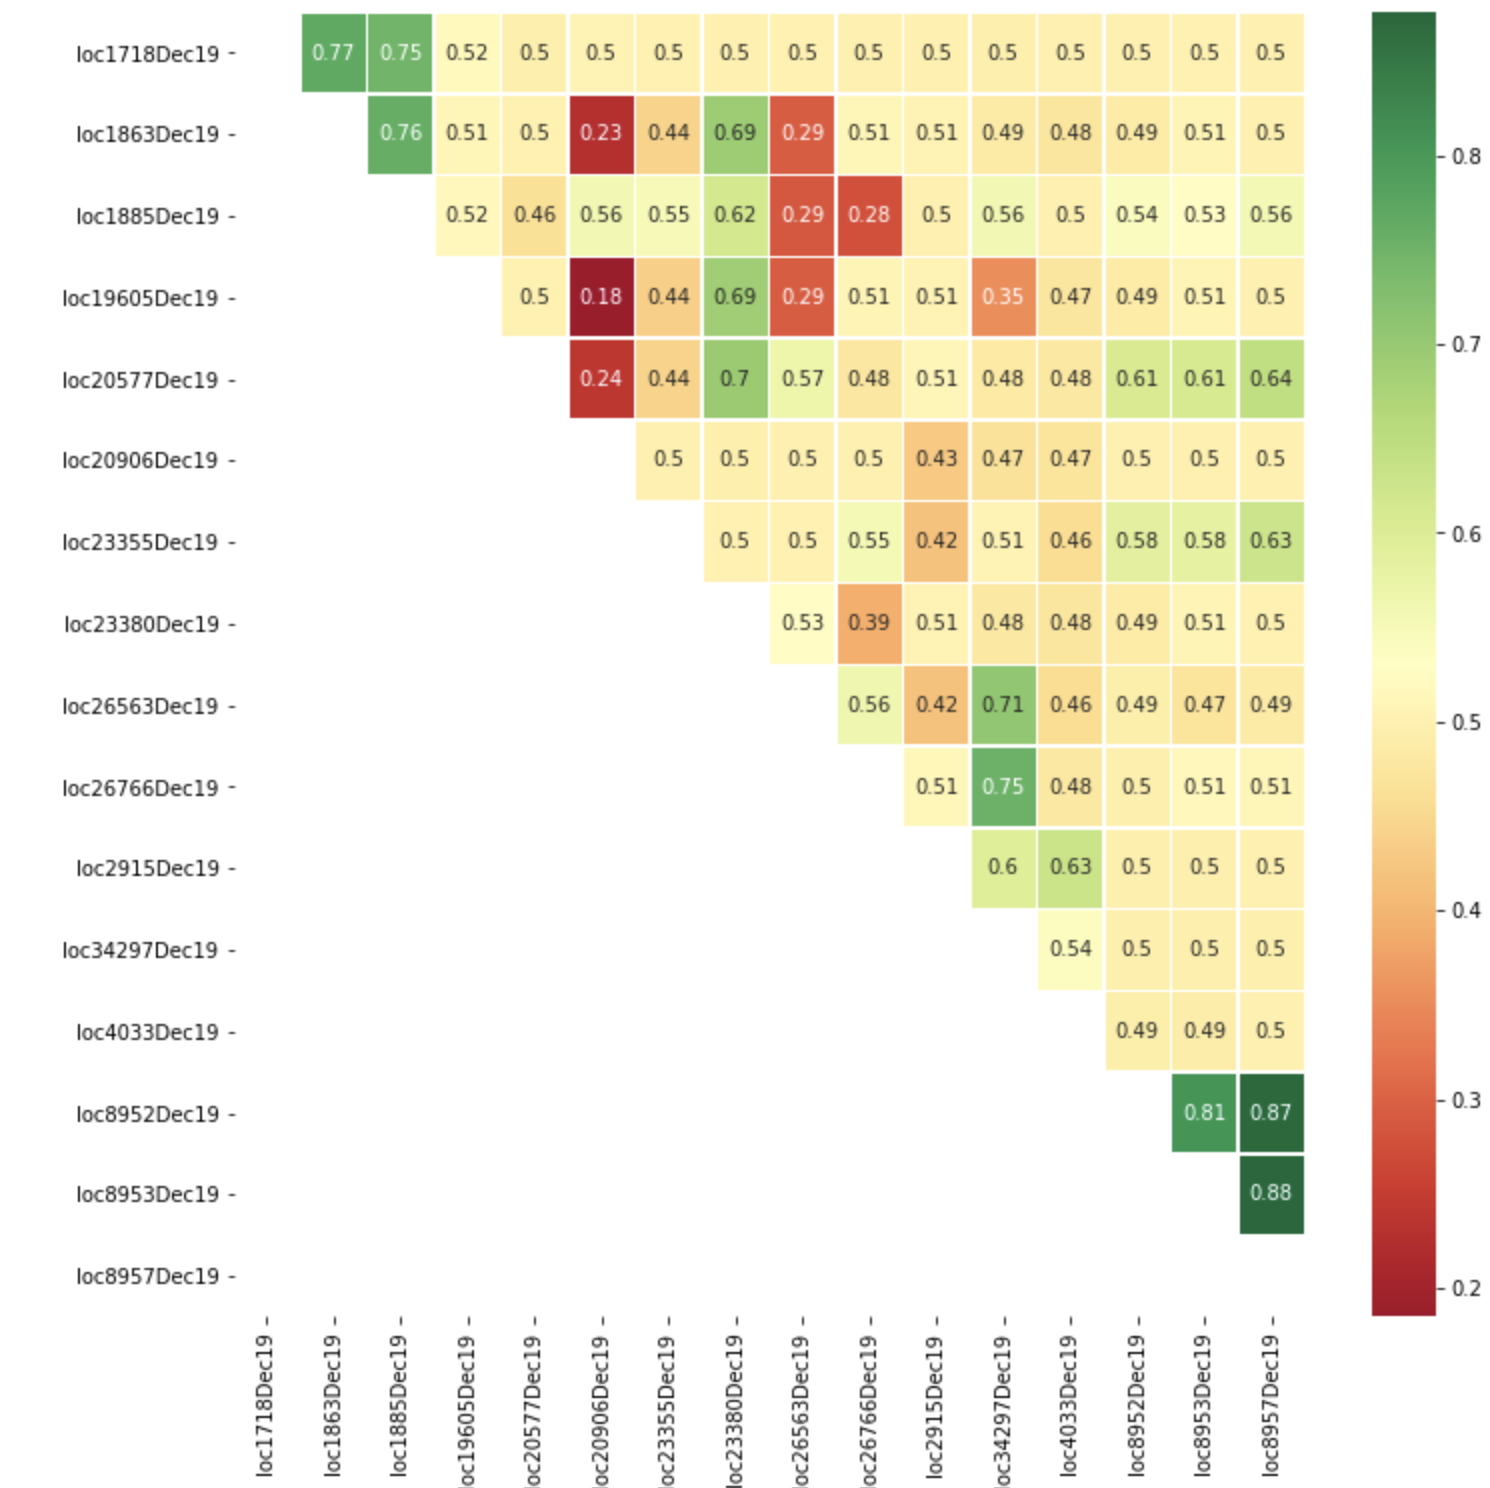 loc1718Dec19 0.77 0.75 0.52 0.5 0.5 0.5 0.5 0.5 0.5 0.5 0.5 0.5 0.5 0.5 0.5
loc1863Dec19 0.76 0.51 0.5 0.23 0.44 0.69 0.29 0.51 0.51 0.49 0.48 0.49 0.51 0.5
0.8
loc1885Dec19 0.52 0.46 0.56 0.55 0.62 0.29 0.28 0.5 0.56 0.5 0.54 0.53 0.56
loc19605Dec19 0.5 0.18 0.44 0.69 0.29 0.51 0.51 0.35 0.47 0.49 0.51 0.5
0.7
loc20577Dec19 0.24 0.44 0.7 0.57 0.48 0.51 0.48 0.48 0.61 0.61 0.64
loc20906Dec19 0.5 0.5 0.5 0.5 0.43 0.47 0.47 0.5 0.5 0.5
0.6
loc23355Dec19 0.5 0.5 0.55 0.42 0.51 0.46 0.58 0.58 0.63
loc23380Dec19 0.53 0.39 0.51 0.48 0.48 0.49 0.51 0.5
loc26563Dec19 0.56 0.42 0.71 0.46 0.49 0.47 0.49
0.5
loc26766Dec19 0.51 0.75 0.48 0.5 0.51 0.51
loc2915Dec19 0.6 0.63 0.5 0.5 0.5
0.4
loc34297Dec19 0.54 0.5 0.5 0.5
loc4033Dec19 0.49 0.49 0.5
0.3
loc8952Dec19 0.81 0.87
loc8953Dec19 0.88
loc8957Dec19
0.2
loc1718Dec19
loc1863Dec19
loc1885Dec19
oc19605Dec19
oc20577Dec19
oc20906Dec19
oc23355Dec19
oc23380Dec19
oc26563Dec19
oc26766Dec19
loc2915Dec19
oc34297Dec19
loc4033Dec19
loc8952Dec19
loc8953Dec19
loc8957Dec19